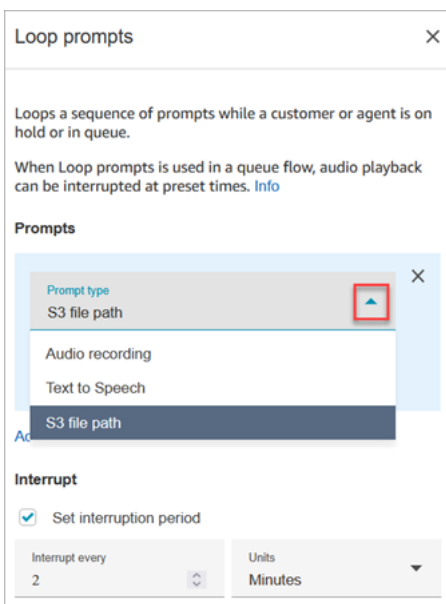 Loop prompts
Loops a sequence of prompts while a customer or agent is on
hold or in queue.
When Loop prompts is used in a queue flow, audio playback
can be interrupted at preset times. Info
Prompts
Prompt type
S3 file path
Audio recording
Text to Speech
S3 file path
Interrupt
Set interruption period
Interrupt every
2
Units
Minutes